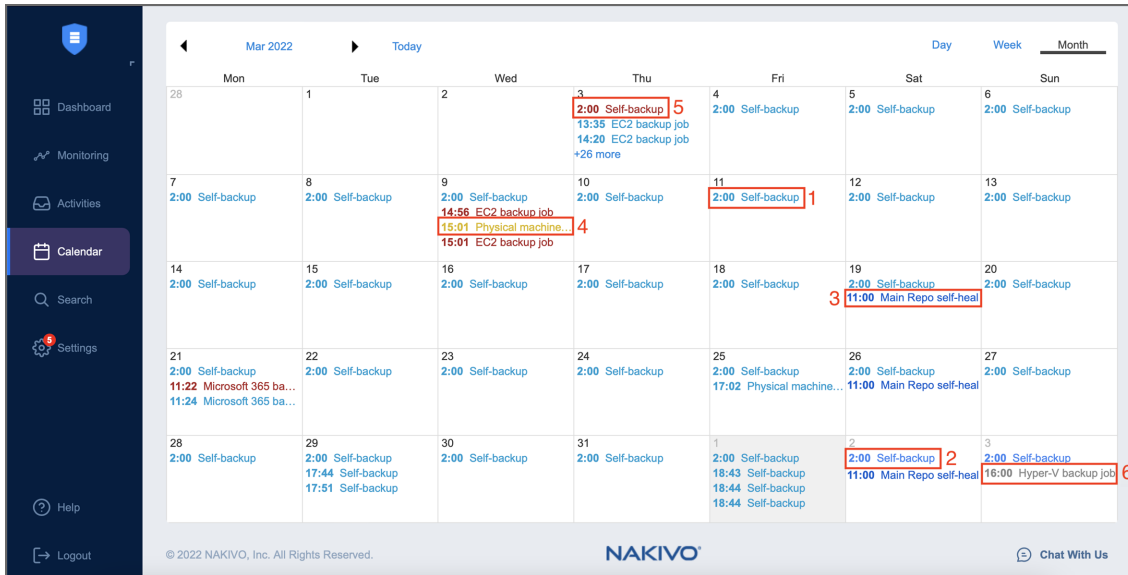 Mar 2022
Today
Day
Week
Month
Mon
Tue
Wed
Thu
Fri
Sat
Sun
28
1
2
3
2:00 Self-backup
5
13:35 EC2 backup job
14:20 EC2 backup job
+26 more
4
2:00 Self-backup
5
2:00 Self-backup
6
2:00 Self-backup
7
2:00 Self-backup
8
2:00 Self-backup
9
2:00 Self-backup
14:56 EC2 backup job
15:01 Physical machine...
4
15:01 EC2 backup job
10
2:00 Self-backup
11
2:00 Self-backup
1
12
2:00 Self-backup
13
2:00 Self-backup
14
2:00 Self-backup
15
2:00 Self-backup
16
2:00 Self-backup
17
2:00 Self-backup
18
2:00 Self-backup
19
2:00 Self-backup
3
11:00 Main Repo self-heal
20
2:00 Self-backup
21
2:00 Self-backup
11:22 Microsoft 365 ba...
11:24 Microsoft 365 ba...
22
2:00 Self-backup
23
2:00 Self-backup
24
2:00 Self-backup
25
2:00 Self-backup
17:02 Physical machine...
26
2:00 Self-backup
11:00 Main Repo self-heal
27
2:00 Self-backup
28
2:00 Self-backup
29
2:00 Self-backup
17:44 Self-backup
17:51 Self-backup
30
2:00 Self-backup
31
2:00 Self-backup
1
2:00 Self-backup
18:43 Self-backup
18:44 Self-backup
18:44 Self-backup
2
2:00 Self-backup
2
11:00 Main Repo self-heal
3
2:00 Self-backup
16:00 Hyper-V backup job
6
Dashboard
Monitoring
Activities
Calendar
Search
5
Settings
Help
Logout
© 2022 NAKIVO, Inc. All Rights Reserved.
NAKIVO®
Chat With Us